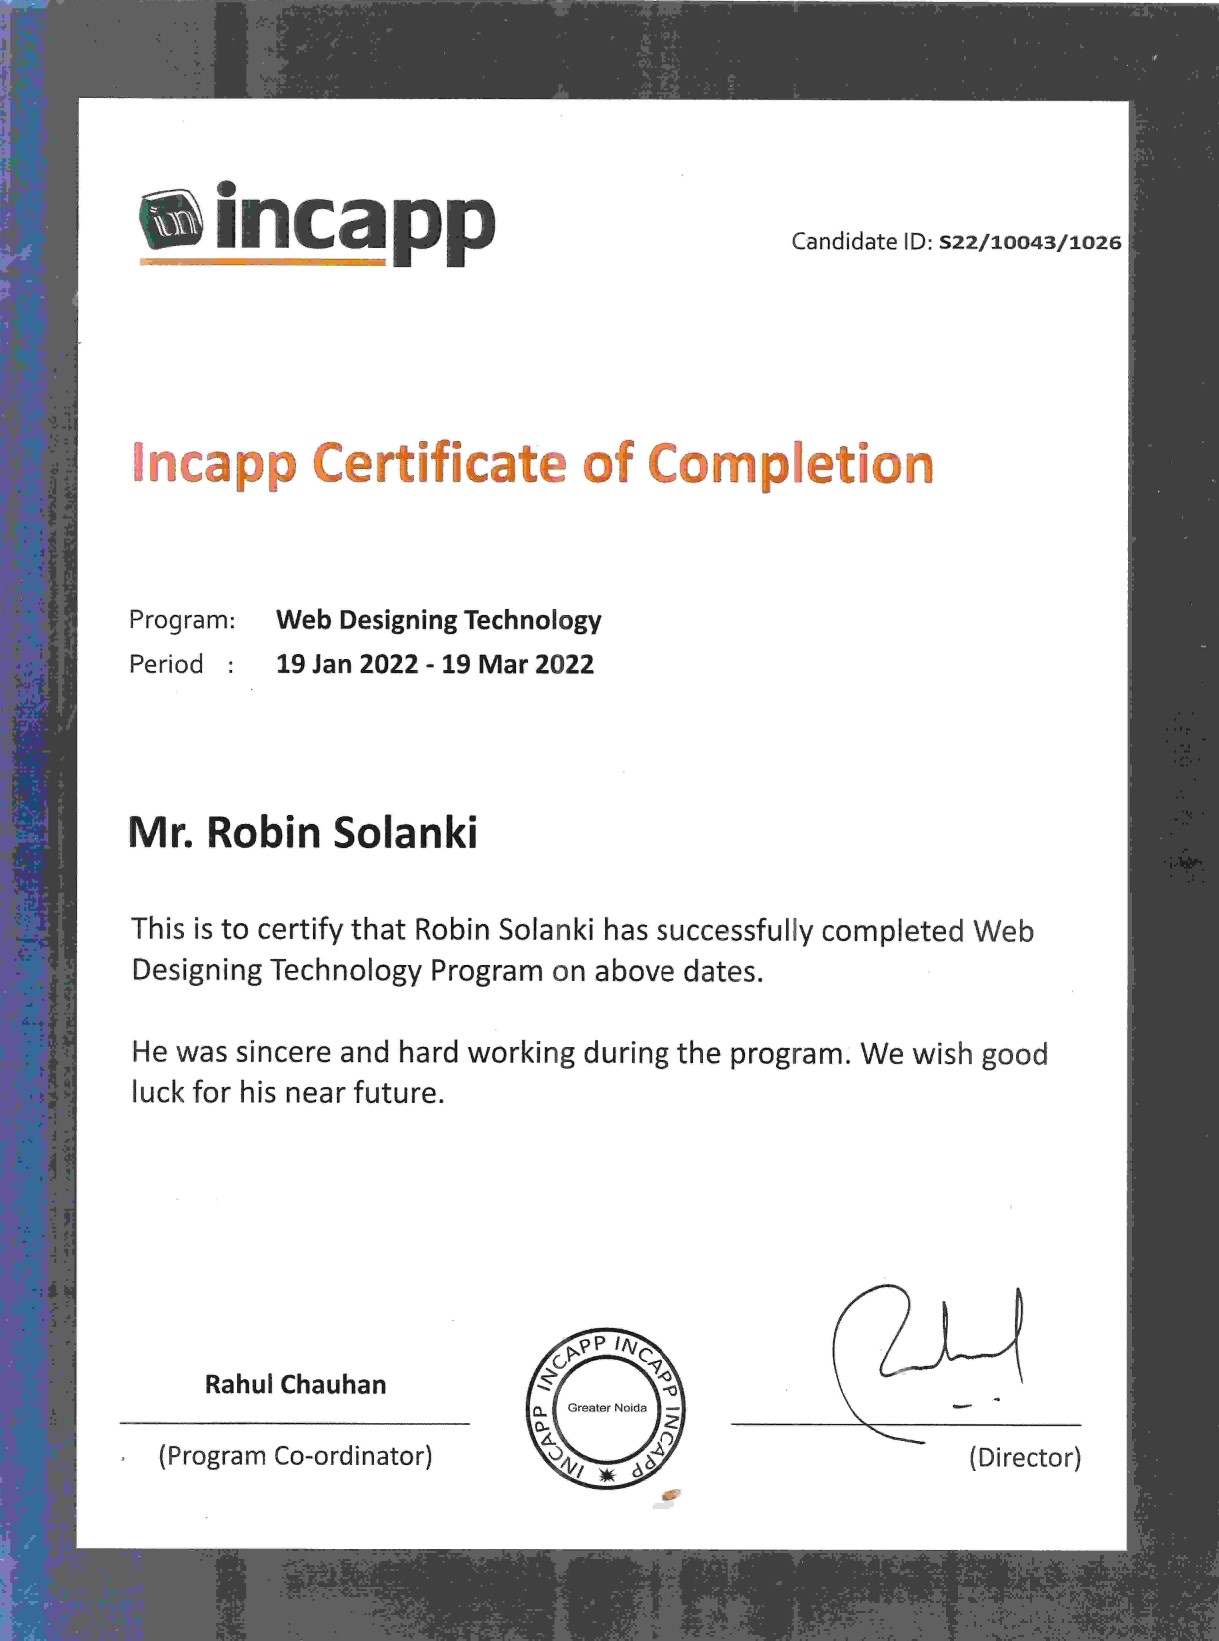 in incapp
Candidate ID: S22/10043/1026
Incapp Certificate of Completion
Program: Web Designing Technology
Period : 19 Jan 2022 - 19 Mar 2022
Mr. Robin Solanki
This is to certify that Robin Solanki has successfully completed Web
Designing Technology Program on above dates.
He was sincere and hard working during the program. We wish good
luck for his near future.
Rahul Chauhan
(Program Co-ordinator)
INCAPP INCAPP INCAPP INCAPP
Greater Noida
Rahul
(Director)